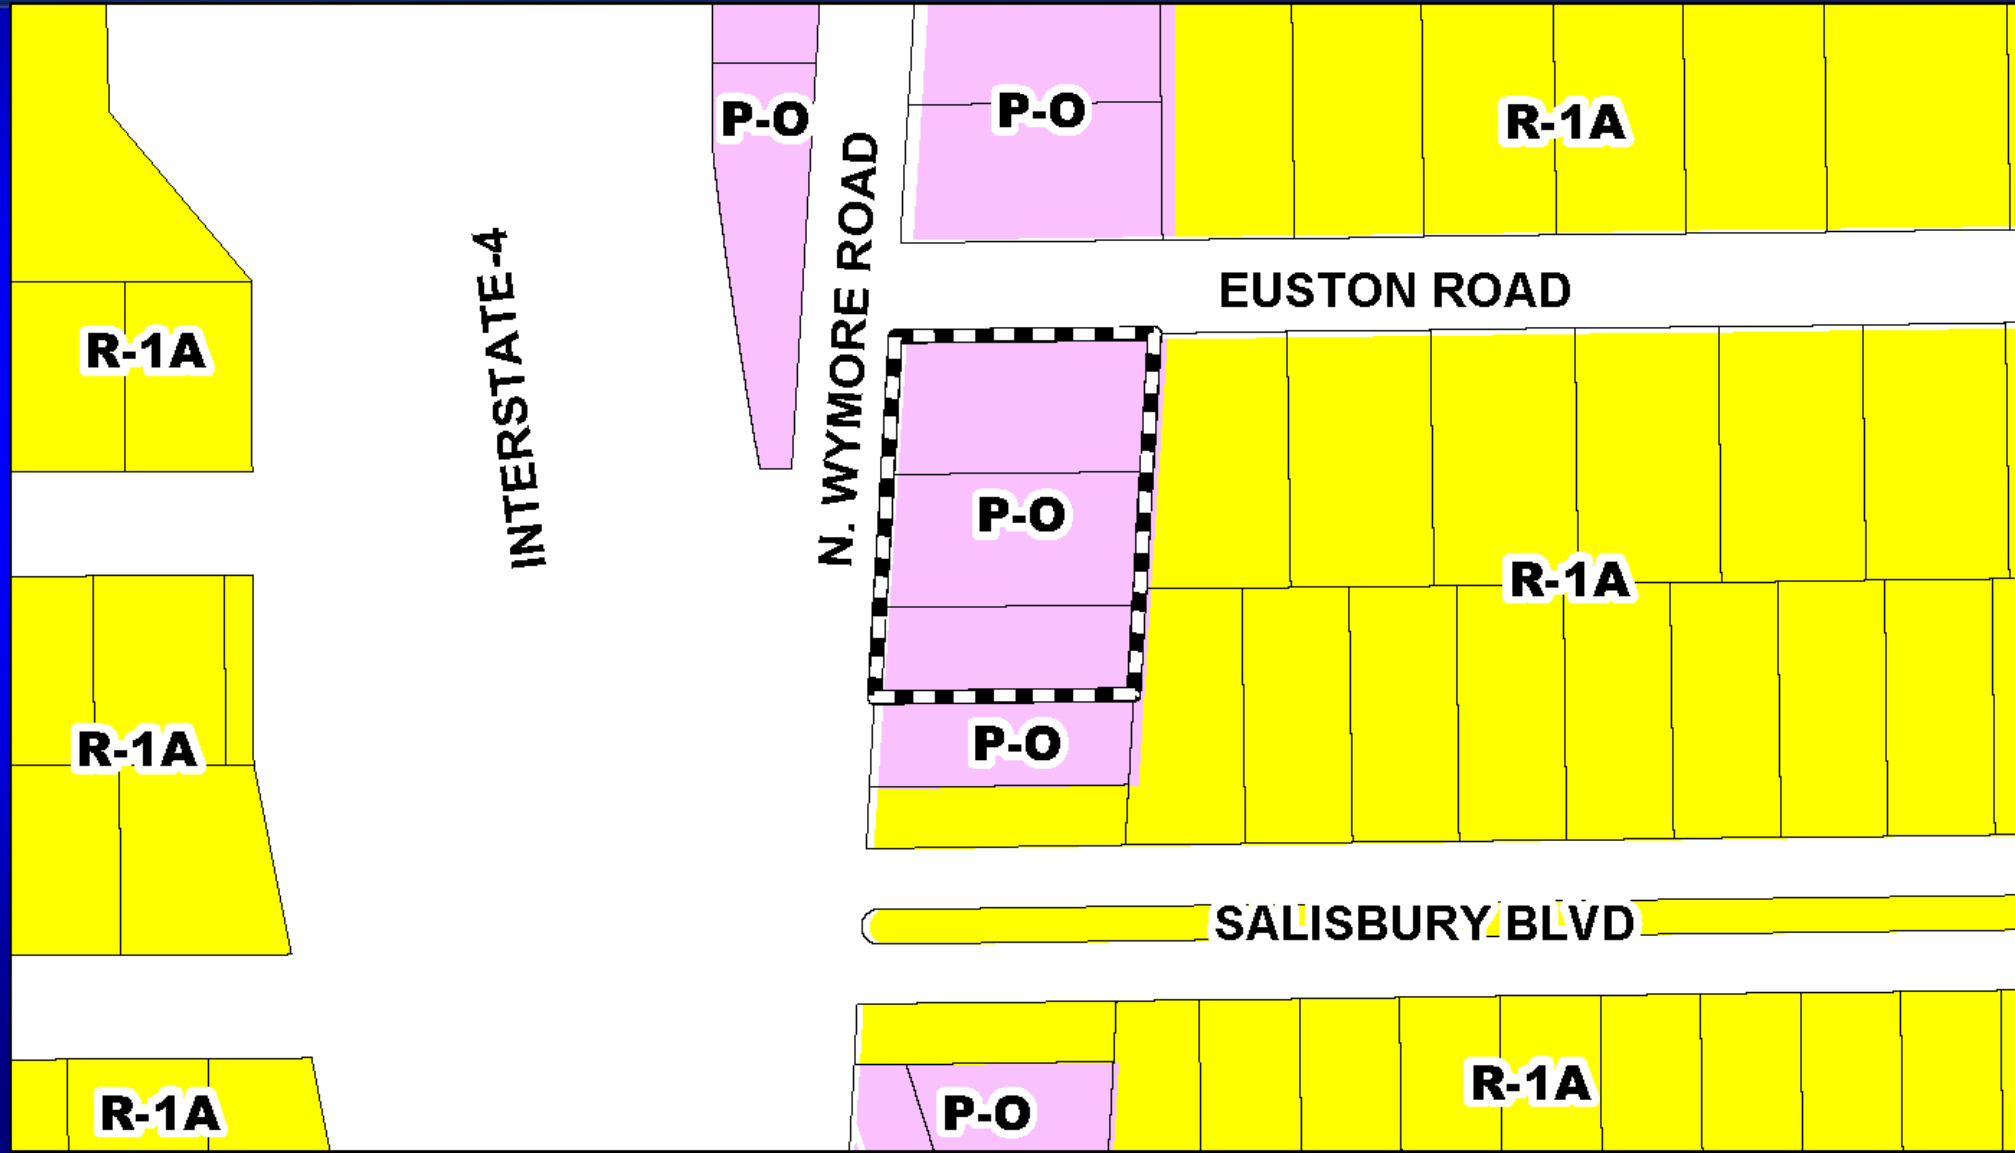 P-O
P-O
R-1A
N. WYMORE ROAD
INTERSTATE-4
EUSTON ROAD
R-1A
P-O
R-1A
R-1A
P-O
SALISBURY BLVD
R-1A
P-O
R-1A